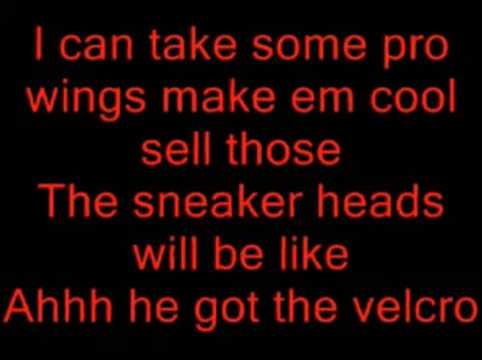 I can take some pro
wings make em cool
sell those
The sneaker heads
will be like
Ahhh he got the velcro